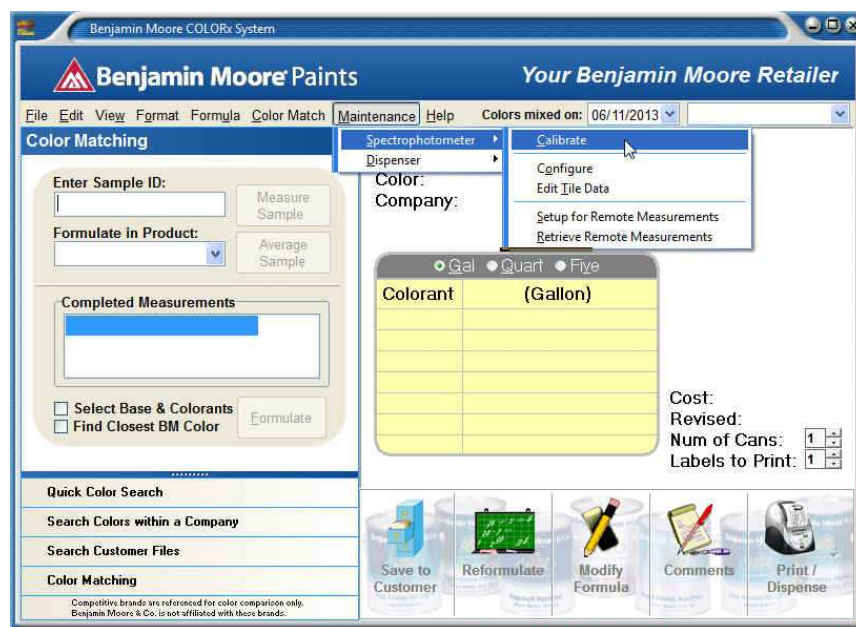 Benjamin Moore COLORx System
Benjamin Moore Paints
Your Benjamin Moore Retailer
File Edit View Format Formula Color Match Maintenance Help Colors mixed on: 06/11/2013
Color Matching
Spectrophotometer
Dispenser
Calibrate
Configure
Edit Tile Data
Setup for Remote Measurements
Retrieve Remote Measurements
Enter Sample ID:
Measure Sample
Formulate in Product:
Average Sample
Completed Measurements
Select Base & Colorants
Find Closest BM Color
Formulate
Color:
Company:
Gal Quart Five
Colorant (Gallon)
Cost:
Revised:
Num of Cans: 1
Labels to Print: 1
Quick Color Search
Search Colors within a Company
Search Customer Files
Color Matching
Competitive brands are referenced for color comparison only.
Benjamin Moore & Co. is not affiliated with these brands.
Save to Customer
Reformulate
Modify Formula
Comments
Print / Dispense